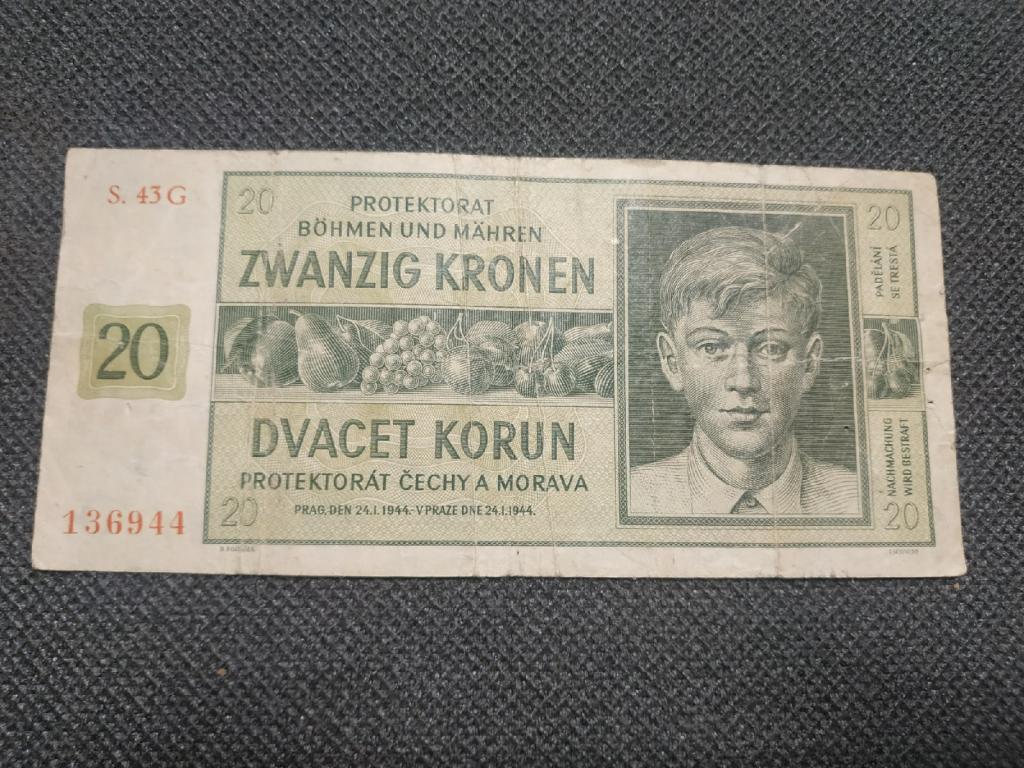 S. 43 G
20
136944
20
PROTEKTORAT
BÖHMEN UND MÄHREN
ZWANZIG KRONEN
DVACET KORUN
PROTEKTORÁT ČECHY A MORAVA
20
PRAG, DEN 24.I. 1944.-V PRAZE DNE 24.I.1944.
20
PADĚLÁNÍ
SE TRESTÁ
NACHMACHUNG
WIRD BESTRAFT
20